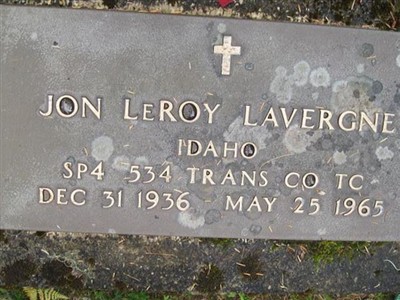 JON LEROY LAVERGNE
IDAHO
SP4 534 TRANS CO TC
DEC 31 1936 MAY 25 1965